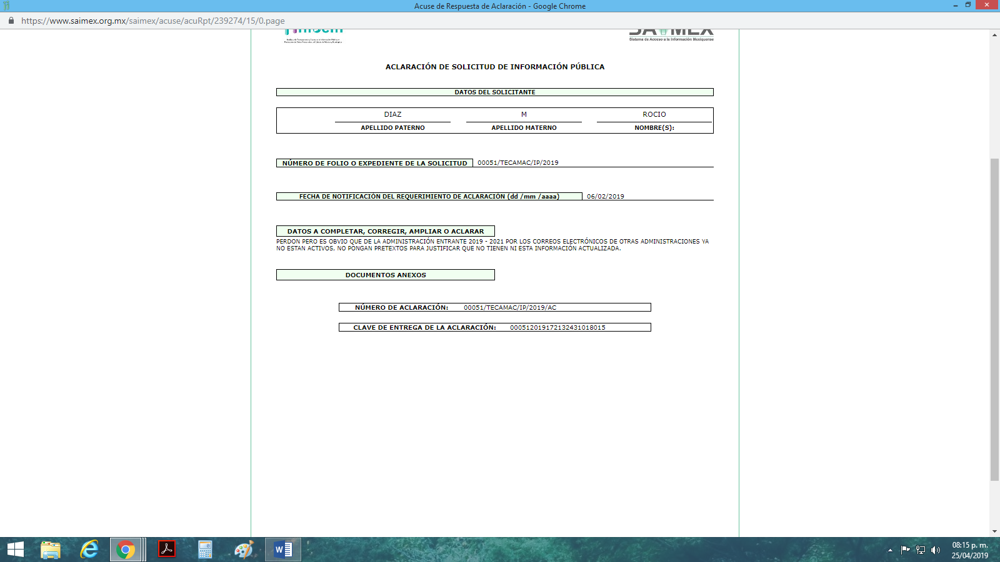 Acuse de Respuesta de Aclaración - Google Chrome
https://www.saimex.org.mx/saimex/acuse/acuRpt/239274/15/0.page
SAIMEX
Sistema de Acceso a la Información Mexiquense
ACLARACIÓN DE SOLICITUD DE INFORMACIÓN PÚBLICA
DATOS DEL SOLICITANTE
DIAZ M ROCIO
APELLIDO PATERNO APELLIDO MATERNO NOMBRE(S):
NÚMERO DE FOLIO O EXPEDIENTE DE LA SOLICITUD 00051/TECAMAC/IP/2019
FECHA DE NOTIFICACIÓN DEL REQUERIMIENTO DE ACLARACIÓN (dd /mm /aaaa) 06/02/2019
DATOS A COMPLETAR, CORREGIR, AMPLIAR O ACLARAR
PERDON PERO ES OBVIO QUE DE LA ADMINISTRACIÓN ENTRANTE 2019 - 2021 POR LOS CORREOS ELECTRÓNICOS DE OTRAS ADMINISTRACIONES YA
NO ESTAN ACTIVOS, NO PONGAN PRETEXTOS PARA JUSTIFICAR QUE NO TIENEN NI ESTA INFORMACIÓN ACTUALIZADA.
DOCUMENTOS ANEXOS
NÚMERO DE ACLARACIÓN: 00051/TECAMAC/IP/2019/AC
CLAVE DE ENTREGA DE LA ACLARACIÓN: 000512019172132431018015
08:15 p. m.
25/04/2019